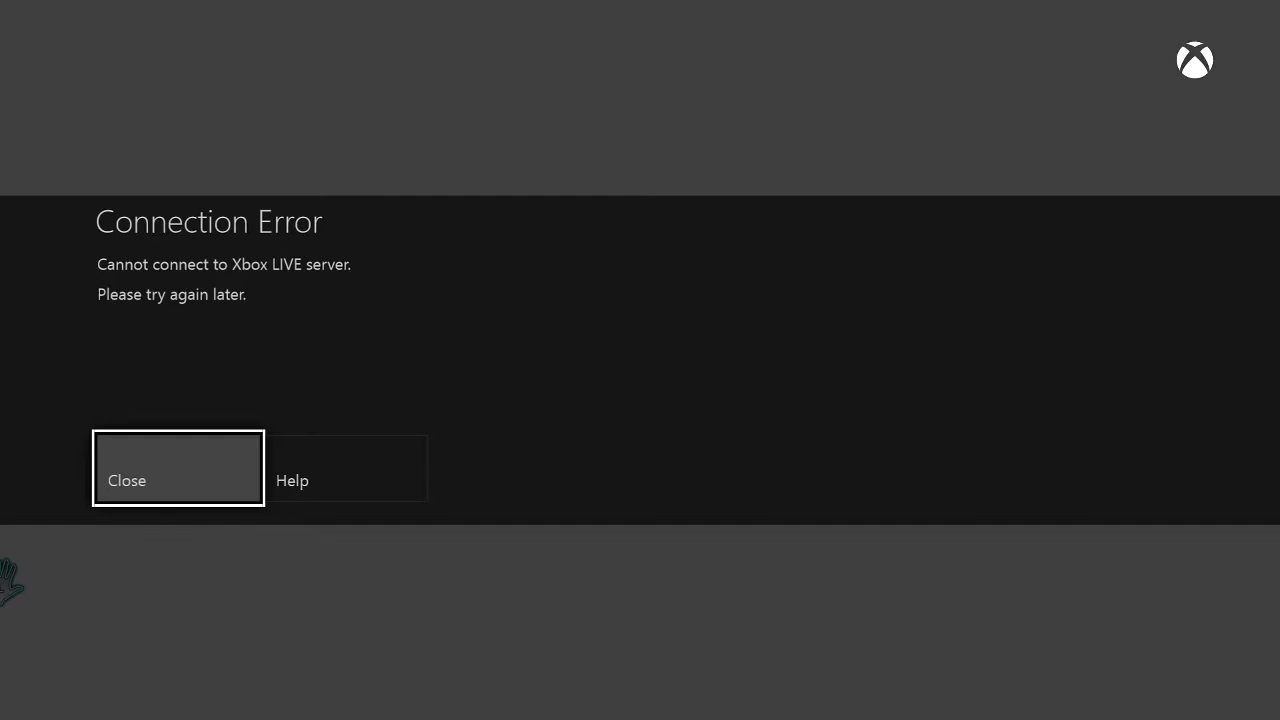 Connection Error
Cannot connect to Xbox LIVE server.
Please try again later.
Close
Help